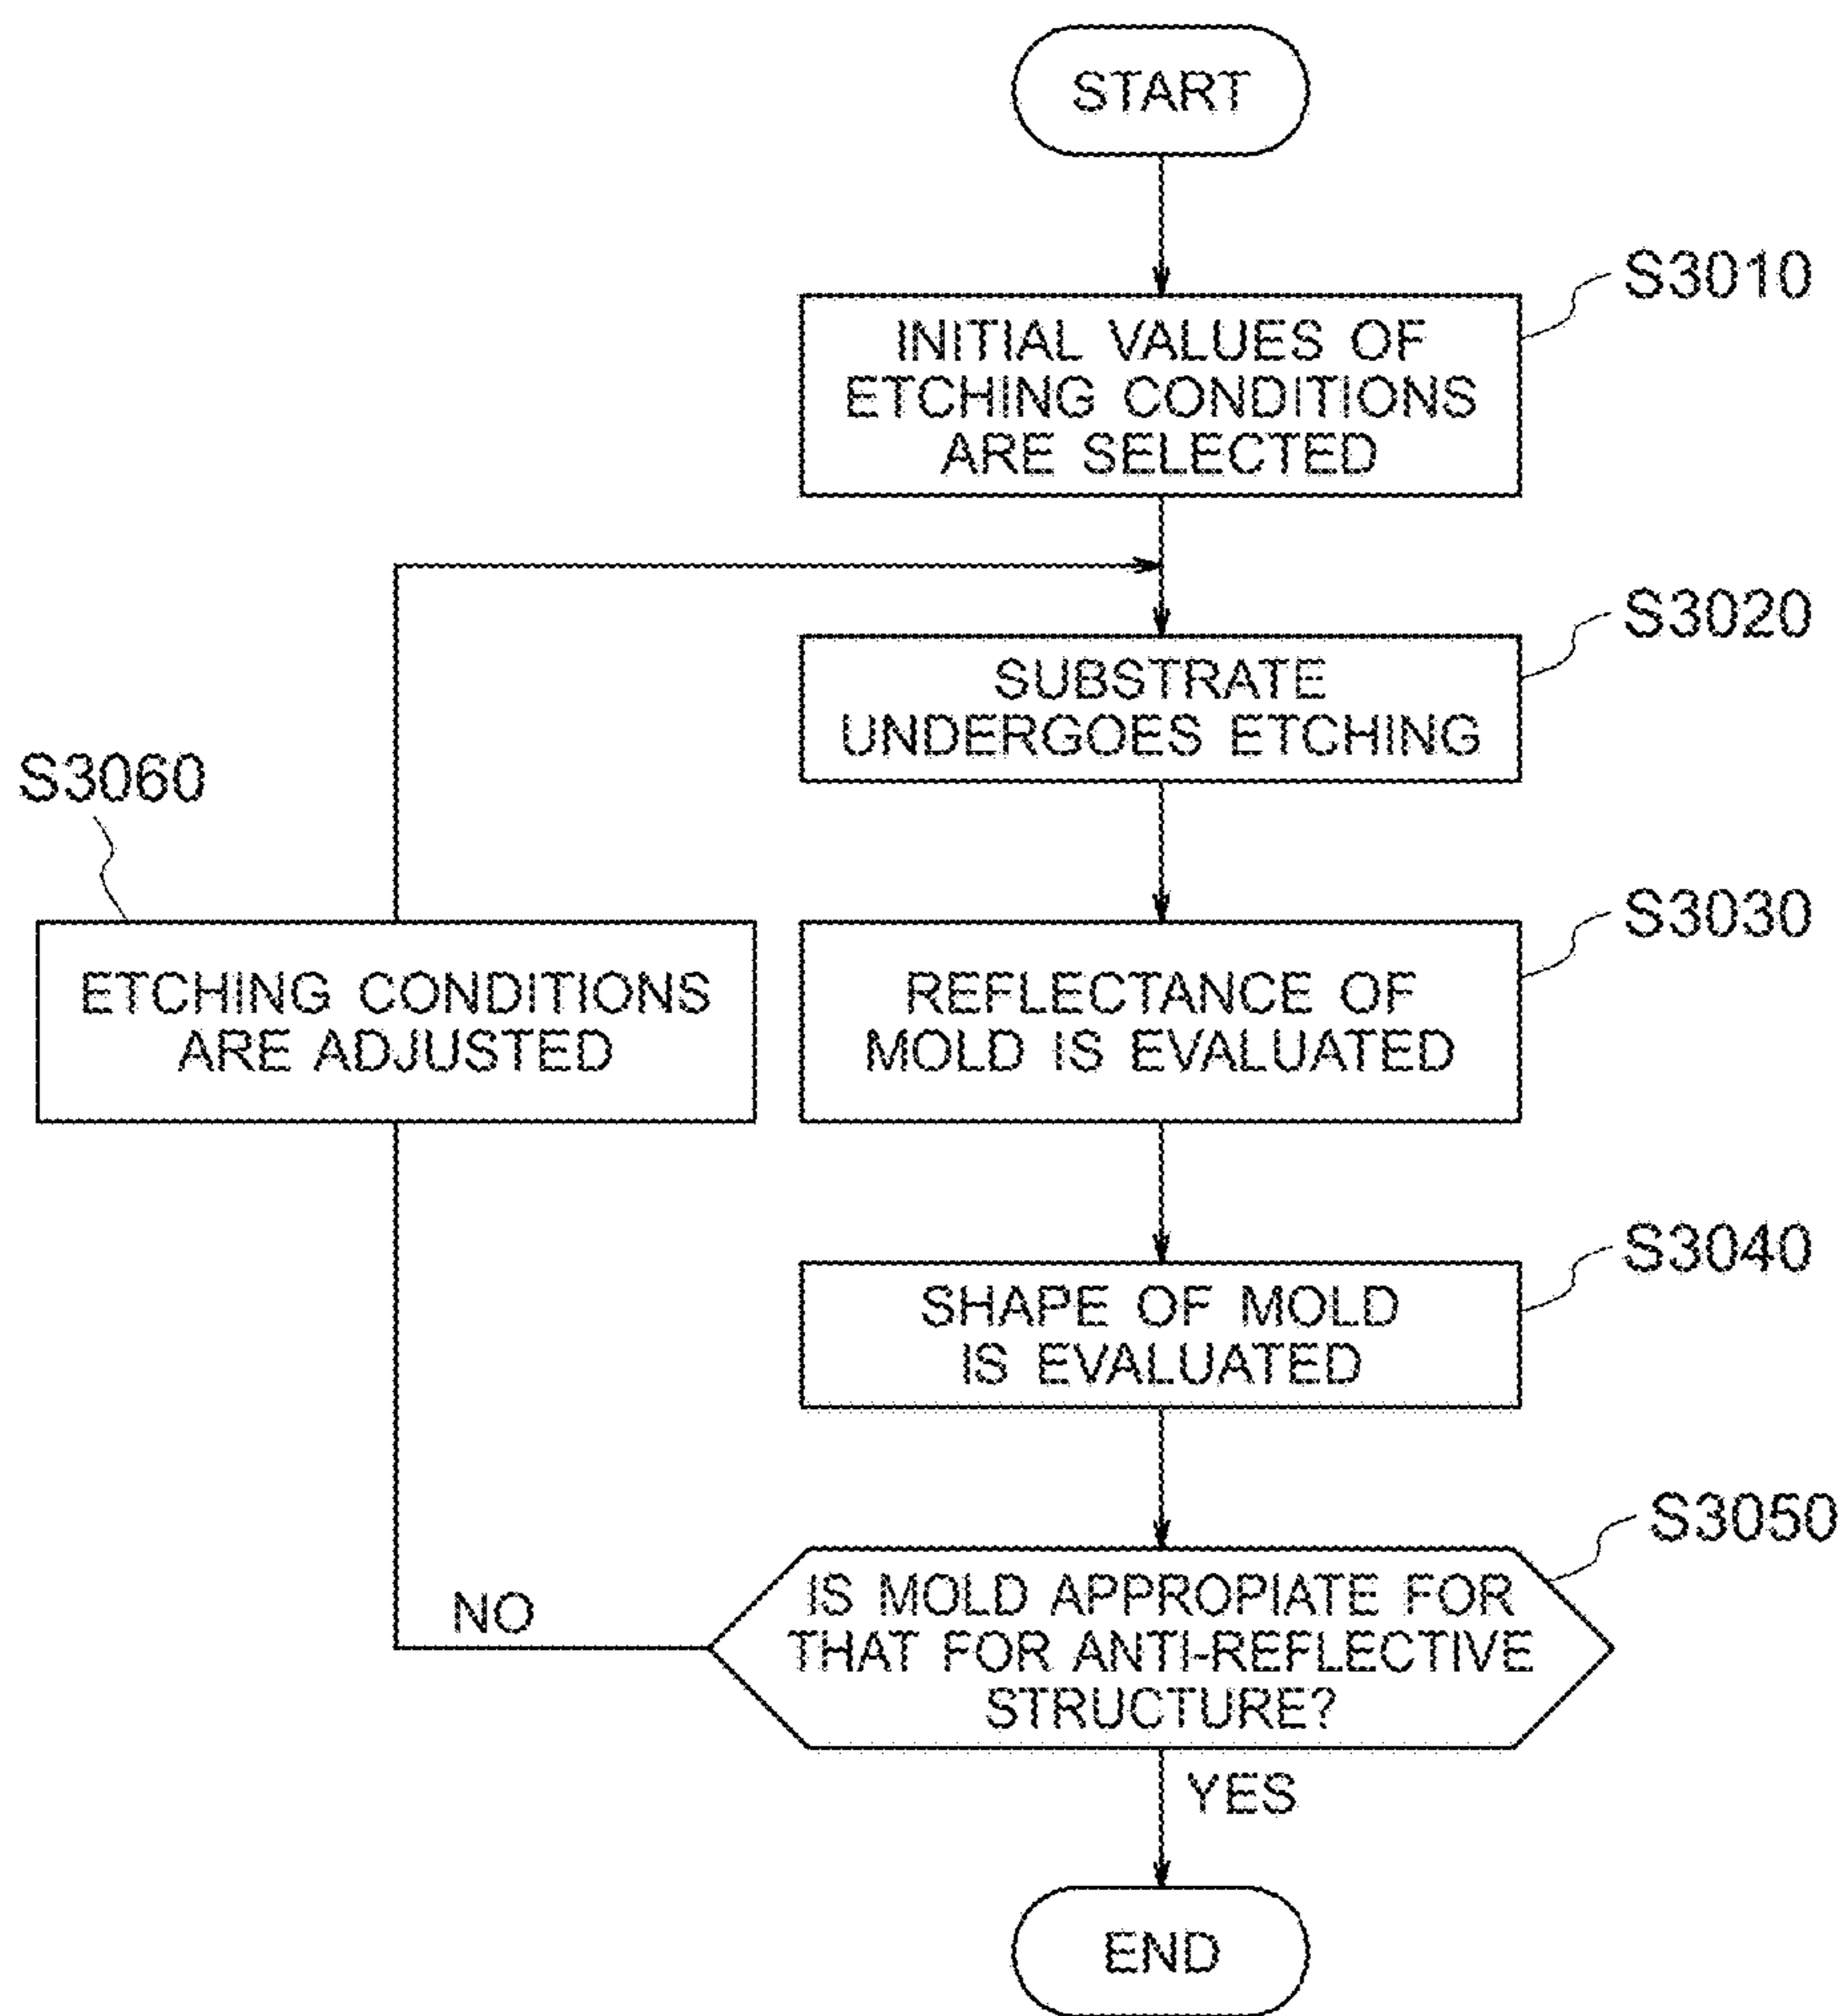 START
S3010
INITIAL VALUES OF
ETCHING CONDITIONS
ARE SELECTED
S3020
SUBSTRATE
UNDERGOES ETCHING
S3060
ETCHING CONDITIONS
ARE ADJUSTED
S3030
REFLECTANCE OF
MOLD IS EVALUATED
S3040
SHAPE OF MOLD
IS EVALUATED
S3050
IS MOLD APPROPIATE FOR
THAT FOR ANTI-REFLECTIVE
STRUCTURE?
NO
YES
END